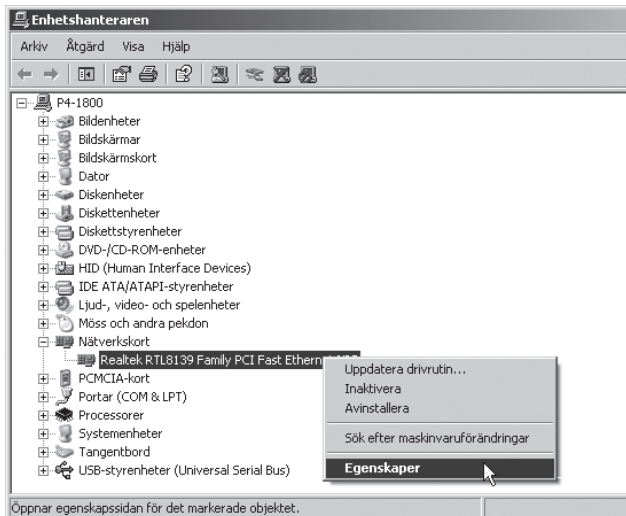 Enhetshanteraren
Arkiv Åtgärd Visa Hjälp
P4-1800
Bildenheter
Bildskärmar
Bildskärmskort
Dator
Diskenheter
Diskettenheter
Diskettstyrenheter
DVD-/CD-ROM-enheter
HID (Human Interface Devices)
IDE ATA/ATAPI-styrenheter
Ljud-, video- och spelenheter
Möss och andra pekdon
Nätverkskort
Realtek RTL8139 Family PCI Fast
PCMCIA-kort
Portar (COM & LPT)
Processorer
Systemenheter
Tangentbord
USB-styrenheter (Universal Serial Bus)
Uppdatera drivrutin...
Inaktivera
Avinstallera
Sök efter maskinvaruförändringar
Egenskaper
Öppnar egenskapssidan för det markerade objektet.